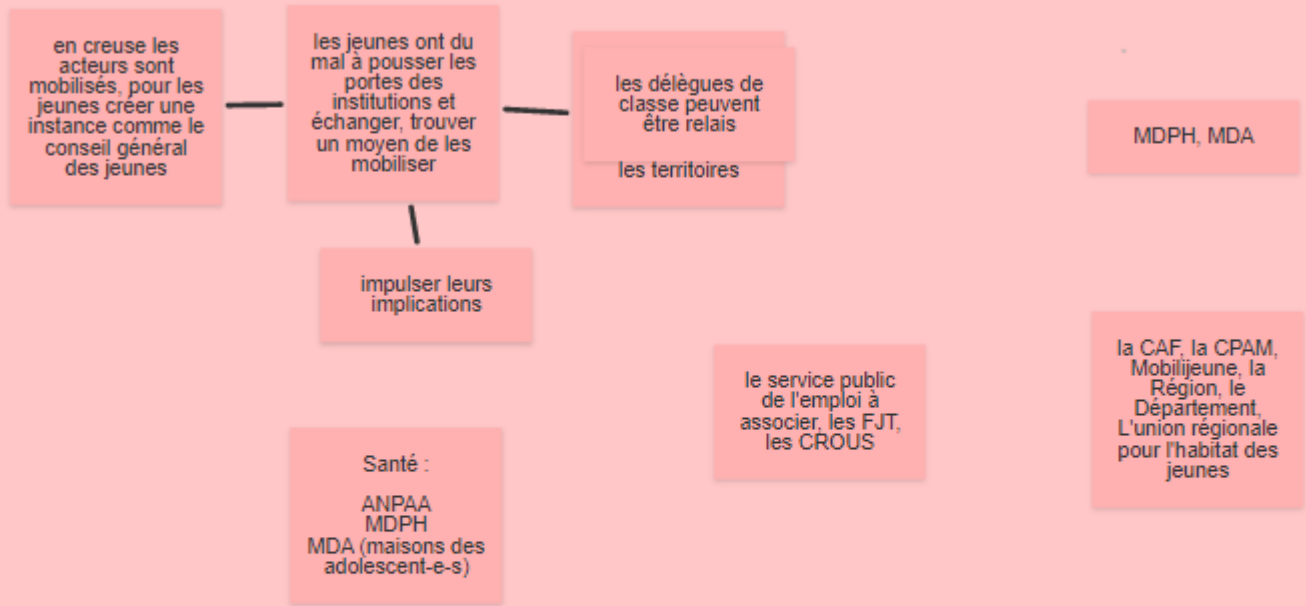 en creuse les
acteurs sont
mobilisés, pour les
jeunes créer une
instance comme le
conseil général
des jeunes
les jeunes ont du
mal à pousser les
portes des
institutions et
échanger, trouver
un moyen de les
mobiliser
les délègues de
classe peuvent
être relais
les territoires
MDPH, MDA
impulser leurs
implications
le service public
de l'emploi à
associer, les FJT,
les CROUS
la CAF, la CPAM,
Mobilijeune, la
Région, le
Département,
L'union régionale
pour l'habitat des
jeunes
Santé :
ANPAA
MDPH
MDA (maisons des
adolescent-e-s)